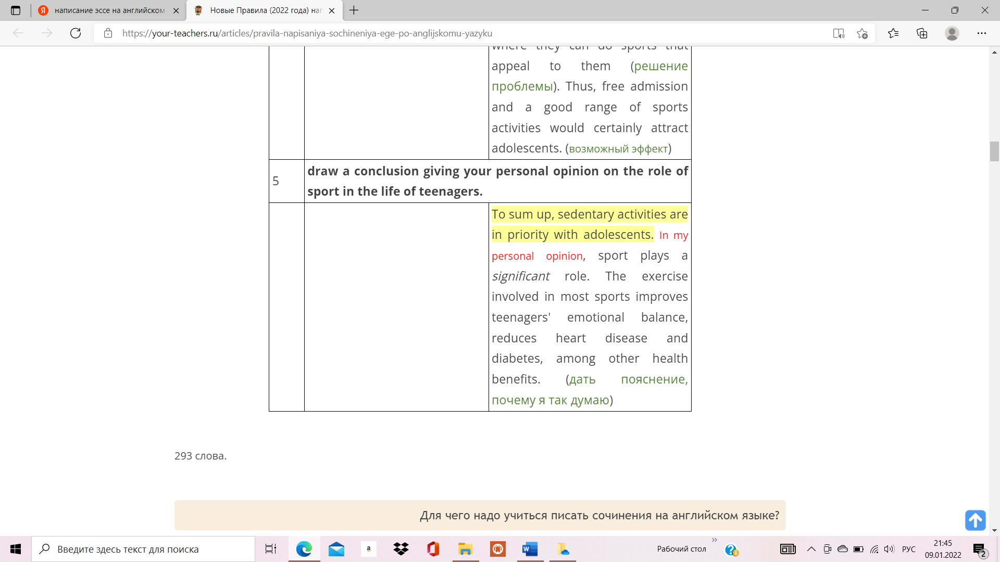 написание эссе на английском
Новые Правила (2022 года) нап
https://your-teachers.ru/articles/pravila-napisaniya-sochineniya-ege-po-anglijskomu-yazyku
where they can do sports that
appeal to them (решение
проблемы). Thus, free admission
and a good range of sports
activities would certainly attract
adolescents. (возможный эффект)
5
draw a conclusion giving your personal opinion on the role of
sport in the life of teenagers.
To sum up, sedentary activities are
in priority with adolescents. In my
personal opinion, sport plays a
significant role. The exercise
involved in most sports improves
teenagers' emotional balance,
reduces heart disease and
diabetes, among other health
benefits. (дать пояснение,
почему я так думаю)
293 слова.
Для чего надо учиться писать сочинения на английском языке?
Введите здесь текст для поиска
Рабочий стол
РУС
21:45
09.01.2022
2